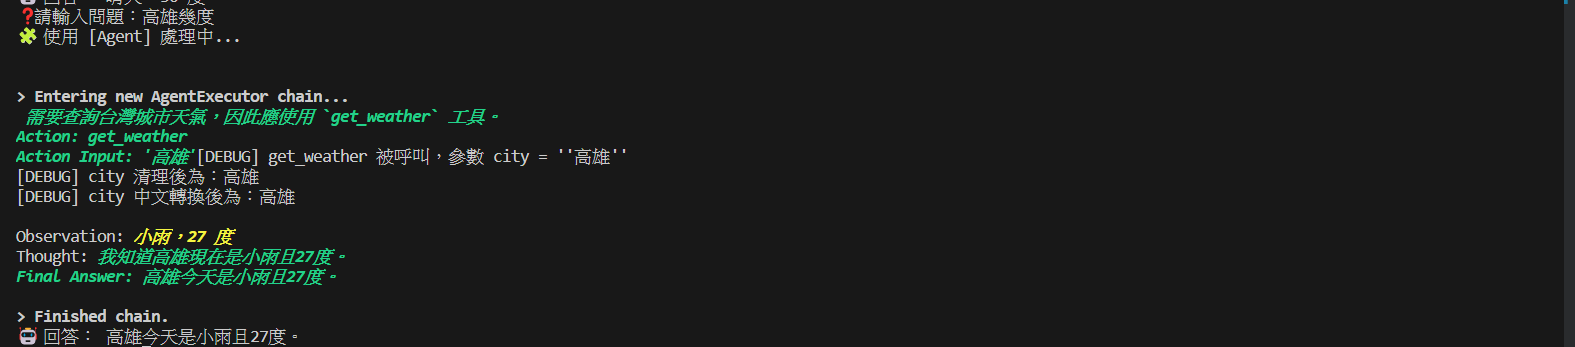 回答： 晴天，30 度
❓請輸入問題：高雄幾度
🧩 使用 [Agent] 處理中...
> Entering new AgentExecutor chain...
需要查詢台灣城市天氣，因此應使用 `get_weather` 工具。
Action: get_weather
Action Input: '高雄'[DEBUG] get_weather 被呼叫，參數 city = ''高雄''
[DEBUG] city 清理後為：高雄
[DEBUG] city 中文轉換後為：高雄
Observation: 小雨，27 度
Thought: 我知道高雄現在是小雨且27度。
Final Answer: 高雄今天是小雨且27度。
> Finished chain.
🤖 回答： 高雄今天是小雨且27度。